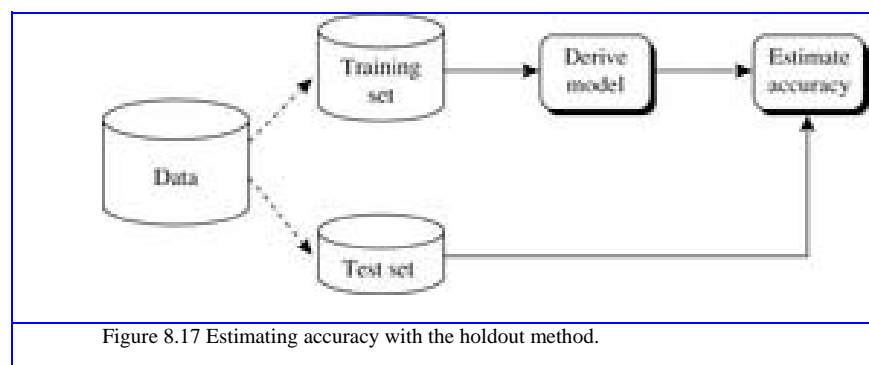 Training
set
Derive
model
Estimate
accuracy
Data
Test set
Figure 8.17 Estimating accuracy with the holdout method.